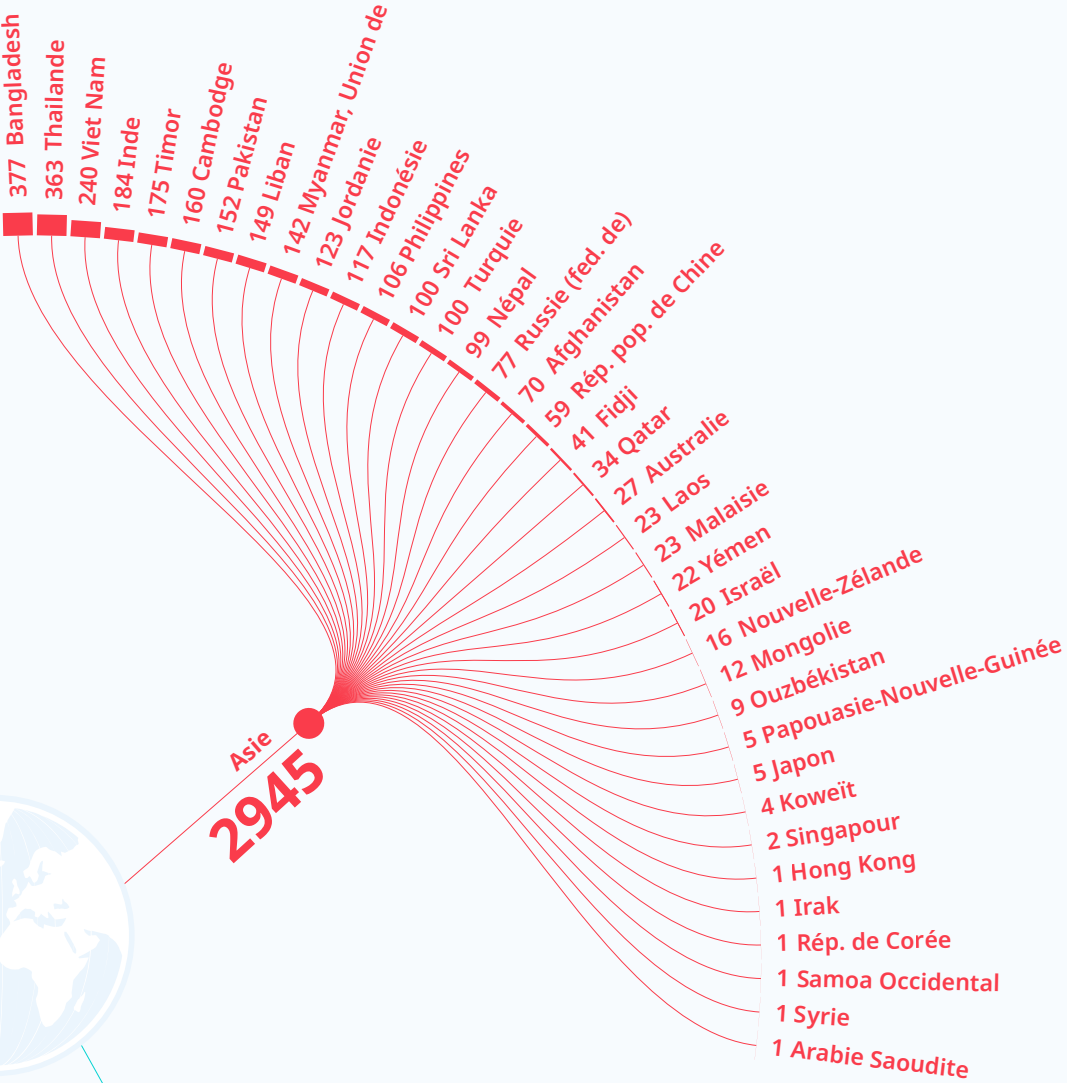 377 Bangladesh
363 Thailande
240 Viet Nam
184 Inde
175 Timor
160 Cambodge
152 Pakistan
149 Liban
142 Myanmar, Union de
123 Jordanie
117 Indonésie
106 Philippines
100 Sri Lanka
100 Turquie
99 Népal
77 Russie (fed. de)
70 Afghanistan
59 Rép. pop. de Chine
41 Fidji
34 Qatar
27 Australie
23 Laos
23 Malaisie
22 Yémen
20 Israël
16 Nouvelle-Zélande
12 Mongolie
9 Ouzbékistan
5 Papouasie-Nouvelle-Guinée
5 Japon
4 Koweït
2 Singapour
1 Hong Kong
1 Irak
1 Rép. de Corée
1 Samoa Occidental
1 Syrie
1 Arabie Saoudite
Asie
2945